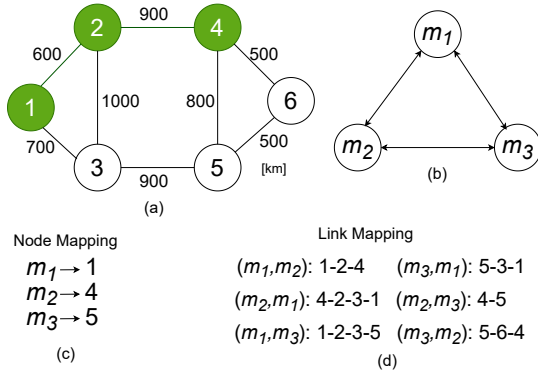 900
2
4
600
500
1
1000
800
6
700
500
3
5
900
[km]
(a)
m1
m2
m3
(b)
Node Mapping
m1→1
m2→4
m3→5
(c)
Link Mapping
(m1,m2): 1-2-4 (m3,m1): 5-3-1
(m2,m1): 4-2-3-1 (m2,m3): 4-5
(m1,m3): 1-2-3-5 (m3,m2): 5-6-4
(d)